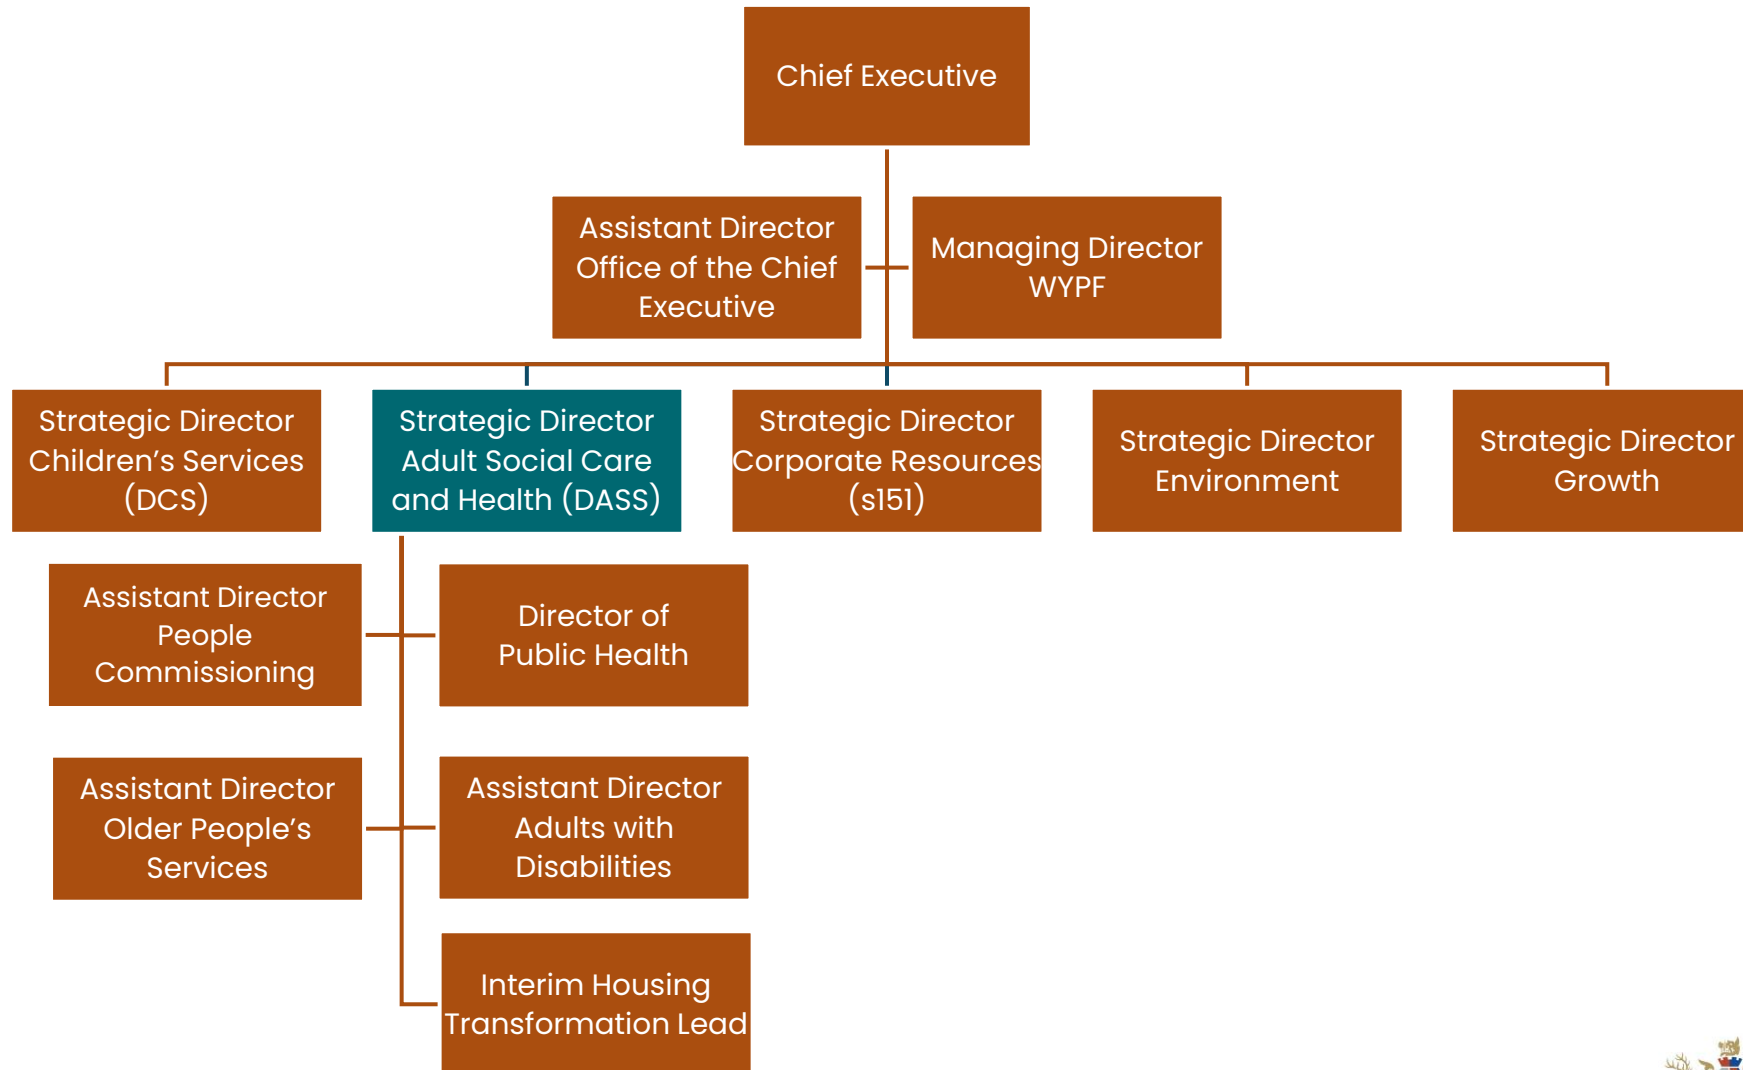 Chief Executive
Assistant Director
Office of the Chief
Executive
Managing Director
WYPF
Strategic Director
Children’s Services
(DCS)
Strategic Director
Adult Social Care
and Health (DASS)
Strategic Director
Corporate Resources
(s151)
Strategic Director
Environment
Strategic Director
Growth
Assistant Director
People
Commissioning
Director of
Public Health
Assistant Director
Older People’s
Services
Assistant Director
Adults with
Disabilities
Interim Housing
Transformation Lead